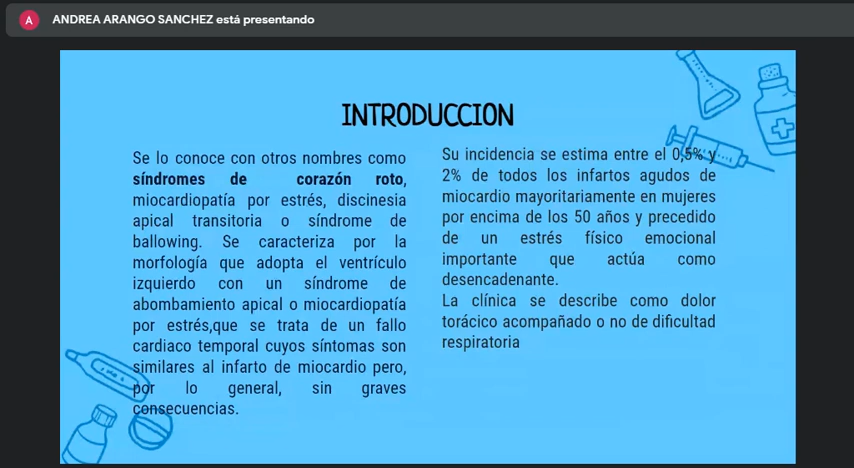 A ANDREA ARANGO SANCHEZ está presentando
INTRODUCCION
Se lo conoce con otros nombres como
síndromes de corazón roto,
miocardiopatía por estrés, discinesia
apical transitoria o síndrome de
ballowing. Se caracteriza por la
morfología que adopta el ventrículo
izquierdo con un síndrome de
abombamiento apical o miocardiopatía
por estrés,que se trata de un fallo
cardiaco temporal cuyos síntomas son
similares al infarto de miocardio pero,
por lo general, sin graves
consecuencias.
Su incidencia se estima entre el 0,5% y
2% de todos los infartos agudos de
miocardio mayoritariamente en mujeres
por encima de los 50 años y precedido
de un estrés físico emocional
importante que actúa como
desencadenante.
La clínica se describe como dolor
torácico acompañado o no de dificultad
respiratoria